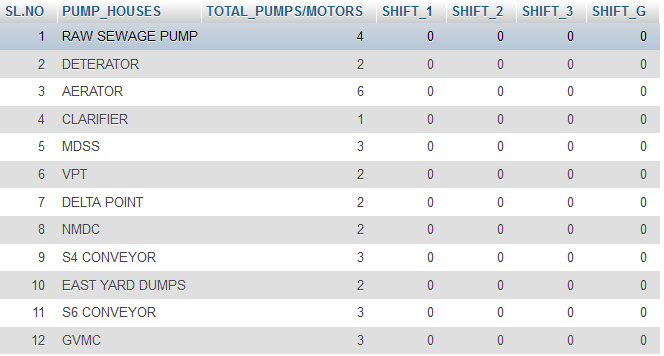 SL.NO PUMP_HOUSES TOTAL_PUMPS/MOTORS SHIFT_1 SHIFT_2 SHIFT_3 SHIFT_G
1 RAW SEWAGE PUMP 4 0 0 0 0
2 DETERATOR 2 0 0 0 0
3 AERATOR 6 0 0 0 0
4 CLARIFIER 1 0 0 0 0
5 MDSS 3 0 0 0 0
6 VPT 2 0 0 0 0
7 DELTA POINT 2 0 0 0 0
8 NMDC 2 0 0 0 0
9 S4 CONVEYOR 3 0 0 0 0
10 EAST YARD DUMPS 2 0 0 0 0
11 S6 CONVEYOR 3 0 0 0 0
12 GVMC 3 0 0 0 0